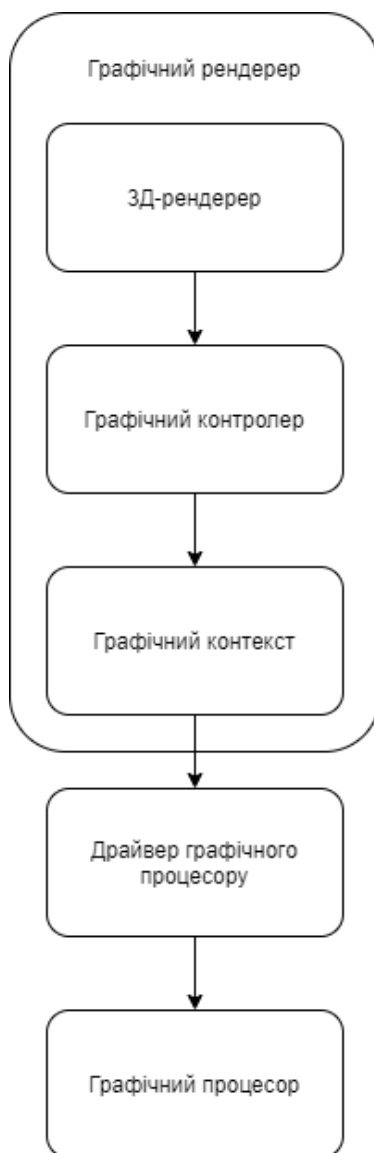 Графічний рендерер
3Д-рендерер
Графічний контролер
Графічний контекст
Драйвер графічного
процесору
Графічний процесор